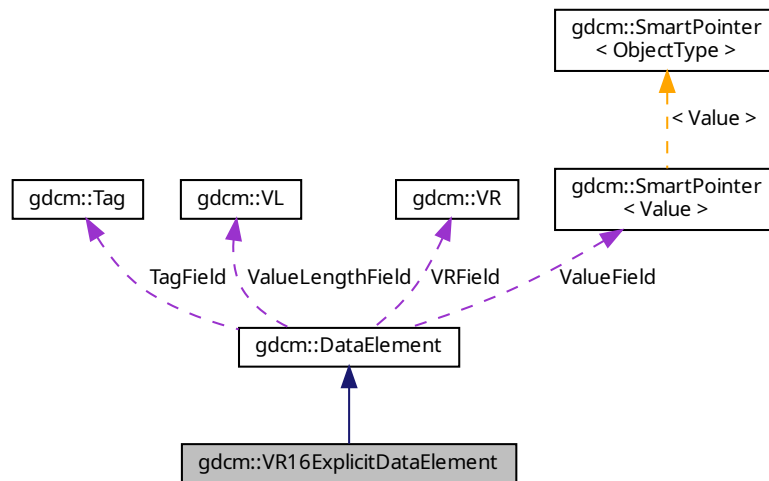 gdcm::SmartPointer
< ObjectType >
< Value >
gdcm::Tag
gdcm::VL
gdcm::VR
gdcm::SmartPointer
< Value >
TagField
ValueLengthField
VRField
ValueField
gdcm::DataElement
gdcm::VR16ExplicitDataElement